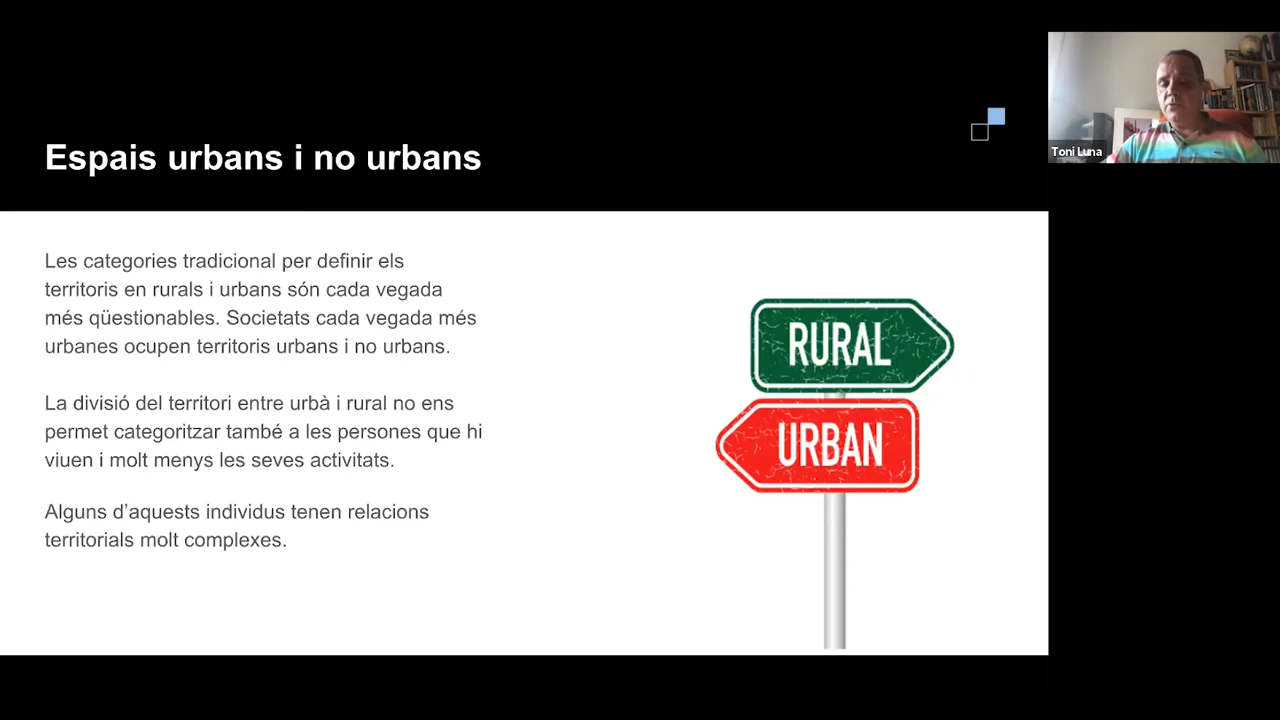 Espais urbans i no urbans
Toni Luna
Les categories tradicional per definir els
territoris en rurals i urbans són cada vegada
més qüestionables. Societats cada vegada més
urbanes ocupen territoris urbans i no urbans.
La divisió del territori entre urbà i rural no ens
permet categoritzar també a les persones que hi
viuen i molt menys les seves activitats.
Alguns d’aquests individus tenen relacions
territorials molt complexes.
RURAL
URBAN